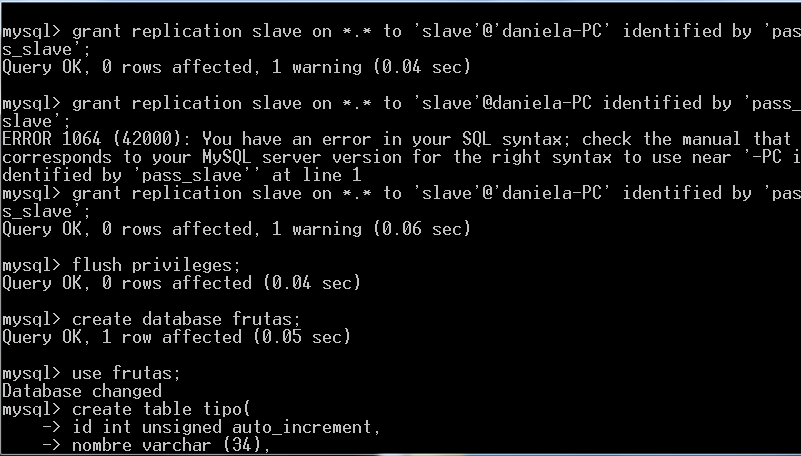 mysql> grant replication slave on *.* to 'slave'@'daniela-PC' identified by 'pas
s_slave';
Query OK, 0 rows affected, 1 warning (0.04 sec)
mysql> grant replication slave on *.* to 'slave'@daniela-PC identified by 'pass_
slave';
ERROR 1064 (42000): You have an error in your SQL syntax; check the manual that
corresponds to your MySQL server version for the right syntax to use near '-PC i
dentified by 'pass_slave'' at line 1
mysql> grant replication slave on *.* to 'slave'@'daniela-PC' identified by 'pas
s_slave';
Query OK, 0 rows affected, 1 warning (0.06 sec)
mysql> flush privileges;
Query OK, 0 rows affected (0.04 sec)
mysql> create database frutas;
Query OK, 1 row affected (0.05 sec)
mysql> use frutas;
Database changed
mysql> create table tipo(
    -> id int unsigned auto_increment,
    -> nombre varchar (34),